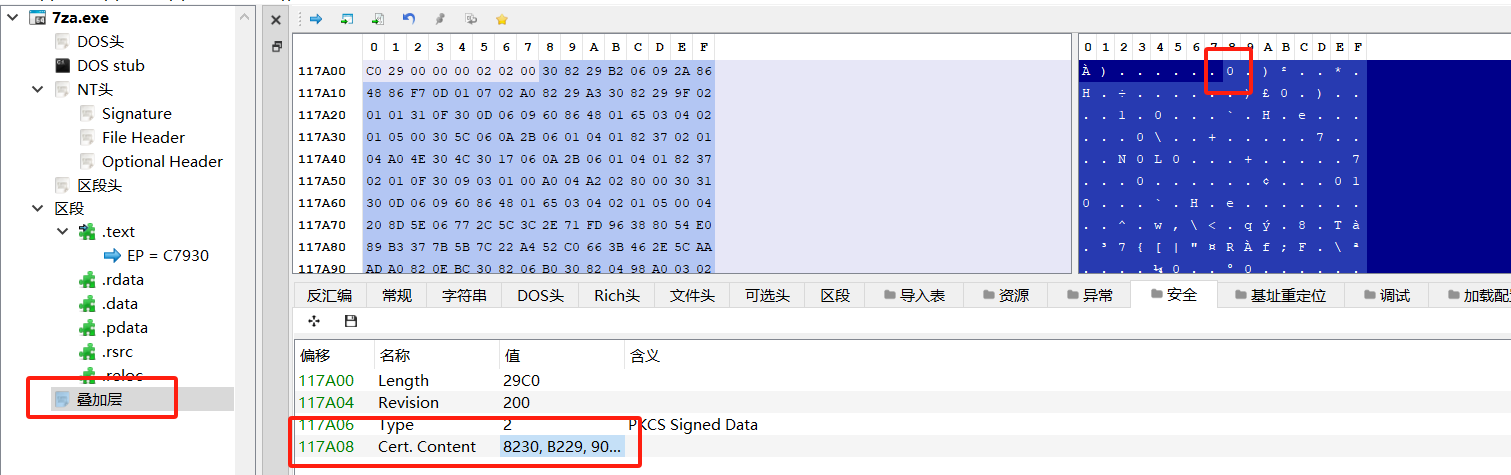 7za.exe
DOS头
DOS stub
NT头
Signature
File Header
Optional Header
区段头
区段
.text
EP = C7930
.rdata
.data
.pdata
.rsrc
.reloc
叠加层
0 1 2 3 4 5 6 7 8 9 A B C D E F
117A00 C0 29 00 00 00 02 02 00 30 82 29 B2 06 09 2A 86
117A10 48 86 F7 0D 01 07 02 A0 82 29 A3 30 82 29 9F 02
117A20 01 01 31 0F 30 0D 06 09 60 86 48 01 65 03 04 02
117A30 01 05 00 30 5C 06 0A 2B 06 01 04 01 82 37 02 01
117A40 04 A0 4E 30 4C 30 17 06 0A 2B 06 01 04 01 82 37
117A50 02 01 0F 30 09 03 01 00 A0 04 A2 02 80 00 30 31
117A60 30 0D 06 09 60 86 48 01 65 03 04 02 01 05 00 04
117A70 20 8D 5E 06 77 2C 5C 3C 2E 71 FD 96 38 80 54 E0
117A80 89 B3 37 7B 5B 7C 22 A4 52 C0 66 3B 46 2E 5C AA
117A90 AD A0 82 0E BC 30 82 06 B0 30 82 04 98 A0 03 02
0 1 2 3 4 5 6 7 8 9 A B C D E F
À ) . . . . . . 0 . ) ² . . * .
H . ÷ . . . . . . ) £ 0 . ) . .
. . 1 . 0 . . . ` . H . e . . .
. . . 0 \ . . + . . . . . 7 . .
. . N 0 L 0 . . . + . . . . . 7
. . . 0 . . . . . . ¢ . . . 0 1
0 . . . ` . H . e . . . . . . .
. . ^ . w , \ < . q ý . 8 . T à
. ³ 7 { [ | " ¤ R À f ; F . \ ª
. . . . ¼ 0 . . ° 0 . . . . . .
反汇编 常规 字符串 DOS头 Rich头 文件头 可选头 区段 导入表 资源 异常 安全 基址重定位 调试 加载配
偏移 名称 值 含义
117A00 Length 29C0
117A04 Revision 200
117A06 Type 2 PKCS Signed Data
117A08 Cert. Content 8230, B229, 90...